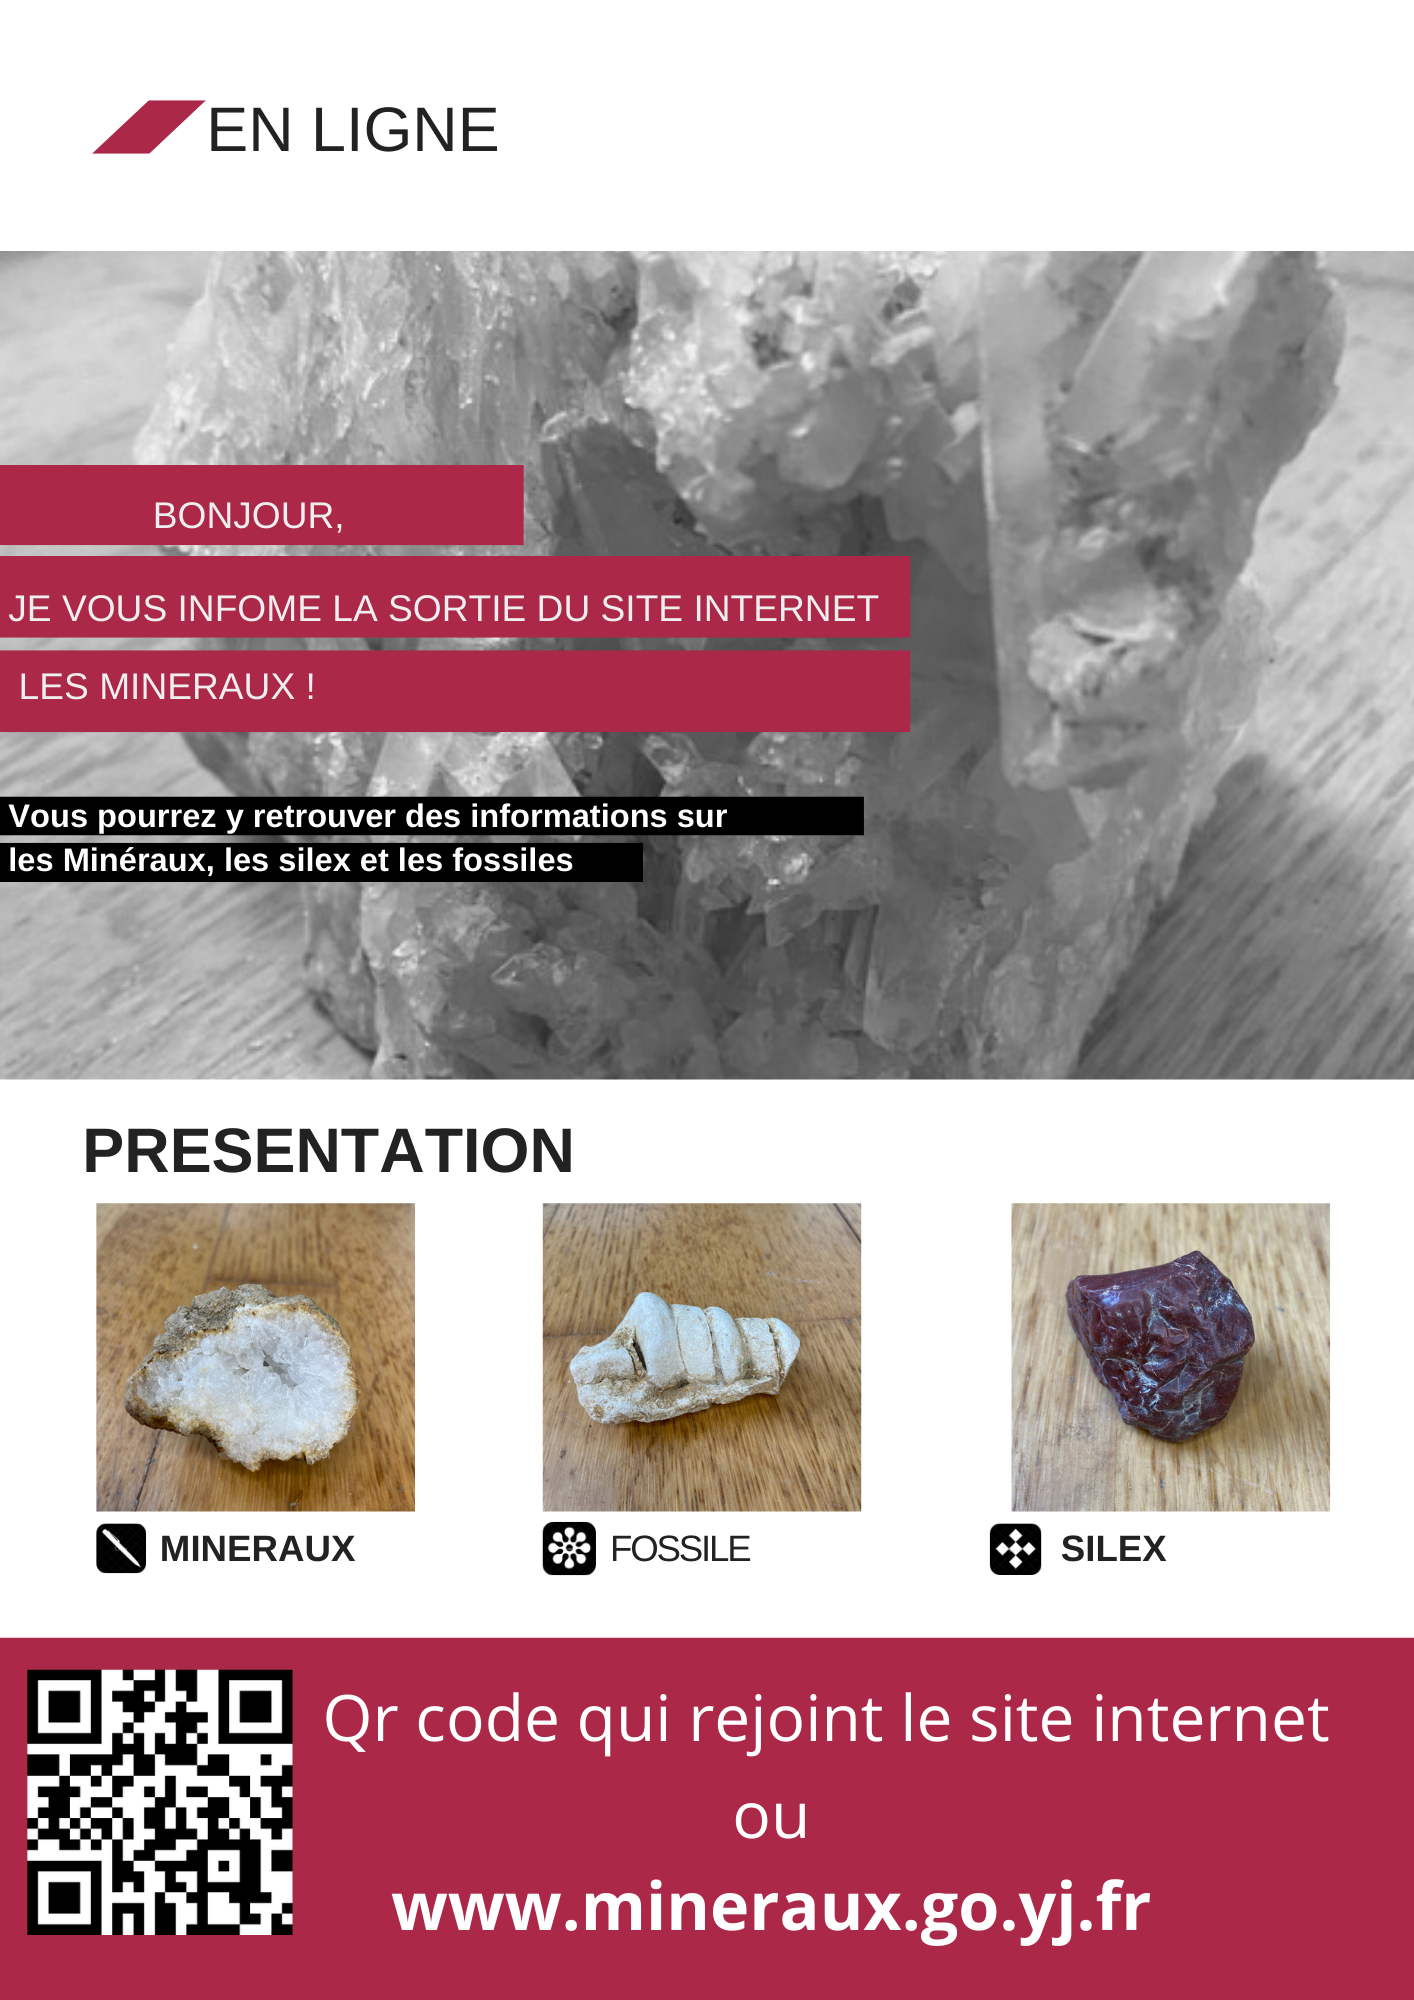 EN LIGNE
BONJOUR,
JE VOUS INFOME LA SORTIE DU SITE INTERNET
LES MINERAUX !
Vous pourrez y retrouver des informations sur
les Minéraux, les silex et les fossiles
PRESENTATION
MINERAUX
FOSSILE
SILEX
Qr code qui rejoint le site internet
ou
www.mineraux.go.yj.fr